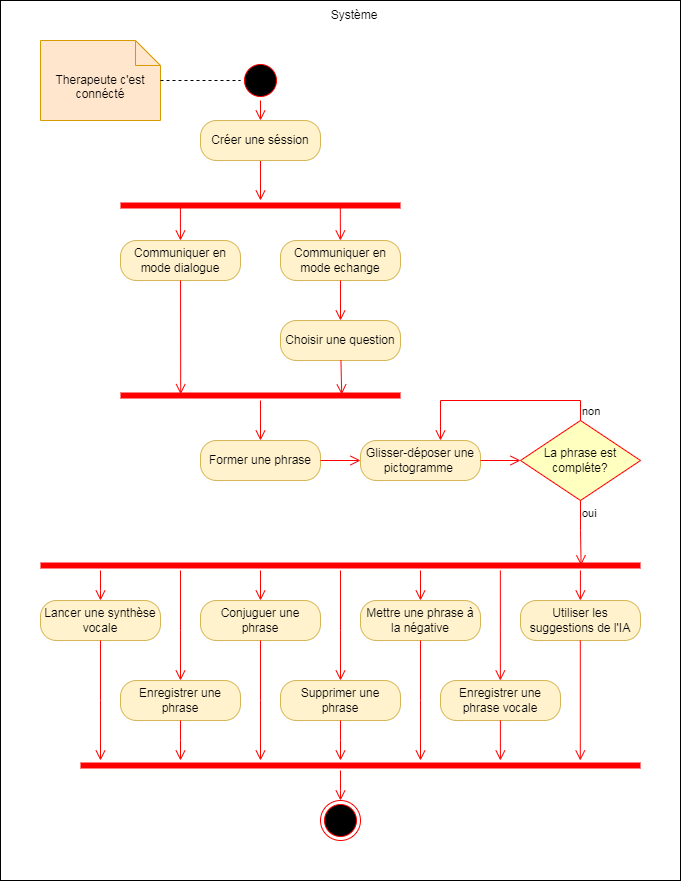 Système
Therapeute c'est
connécté
Créer une séssion
Communiquer en
mode dialogue
Communiquer en
mode echange
Choisir une question
non
Former une phrase
Glisser-déposer une
pictogramme
La phrase est
complête?
oui
Lancer une synthèse
vocale
Conjuguer une
phrase
Mettre une phrase à
la négative
Utiliser les
suggestions de l'IA
Enregistrer une
phrase
Supprimer une
phrase
Enregistrer une
phrase vocale